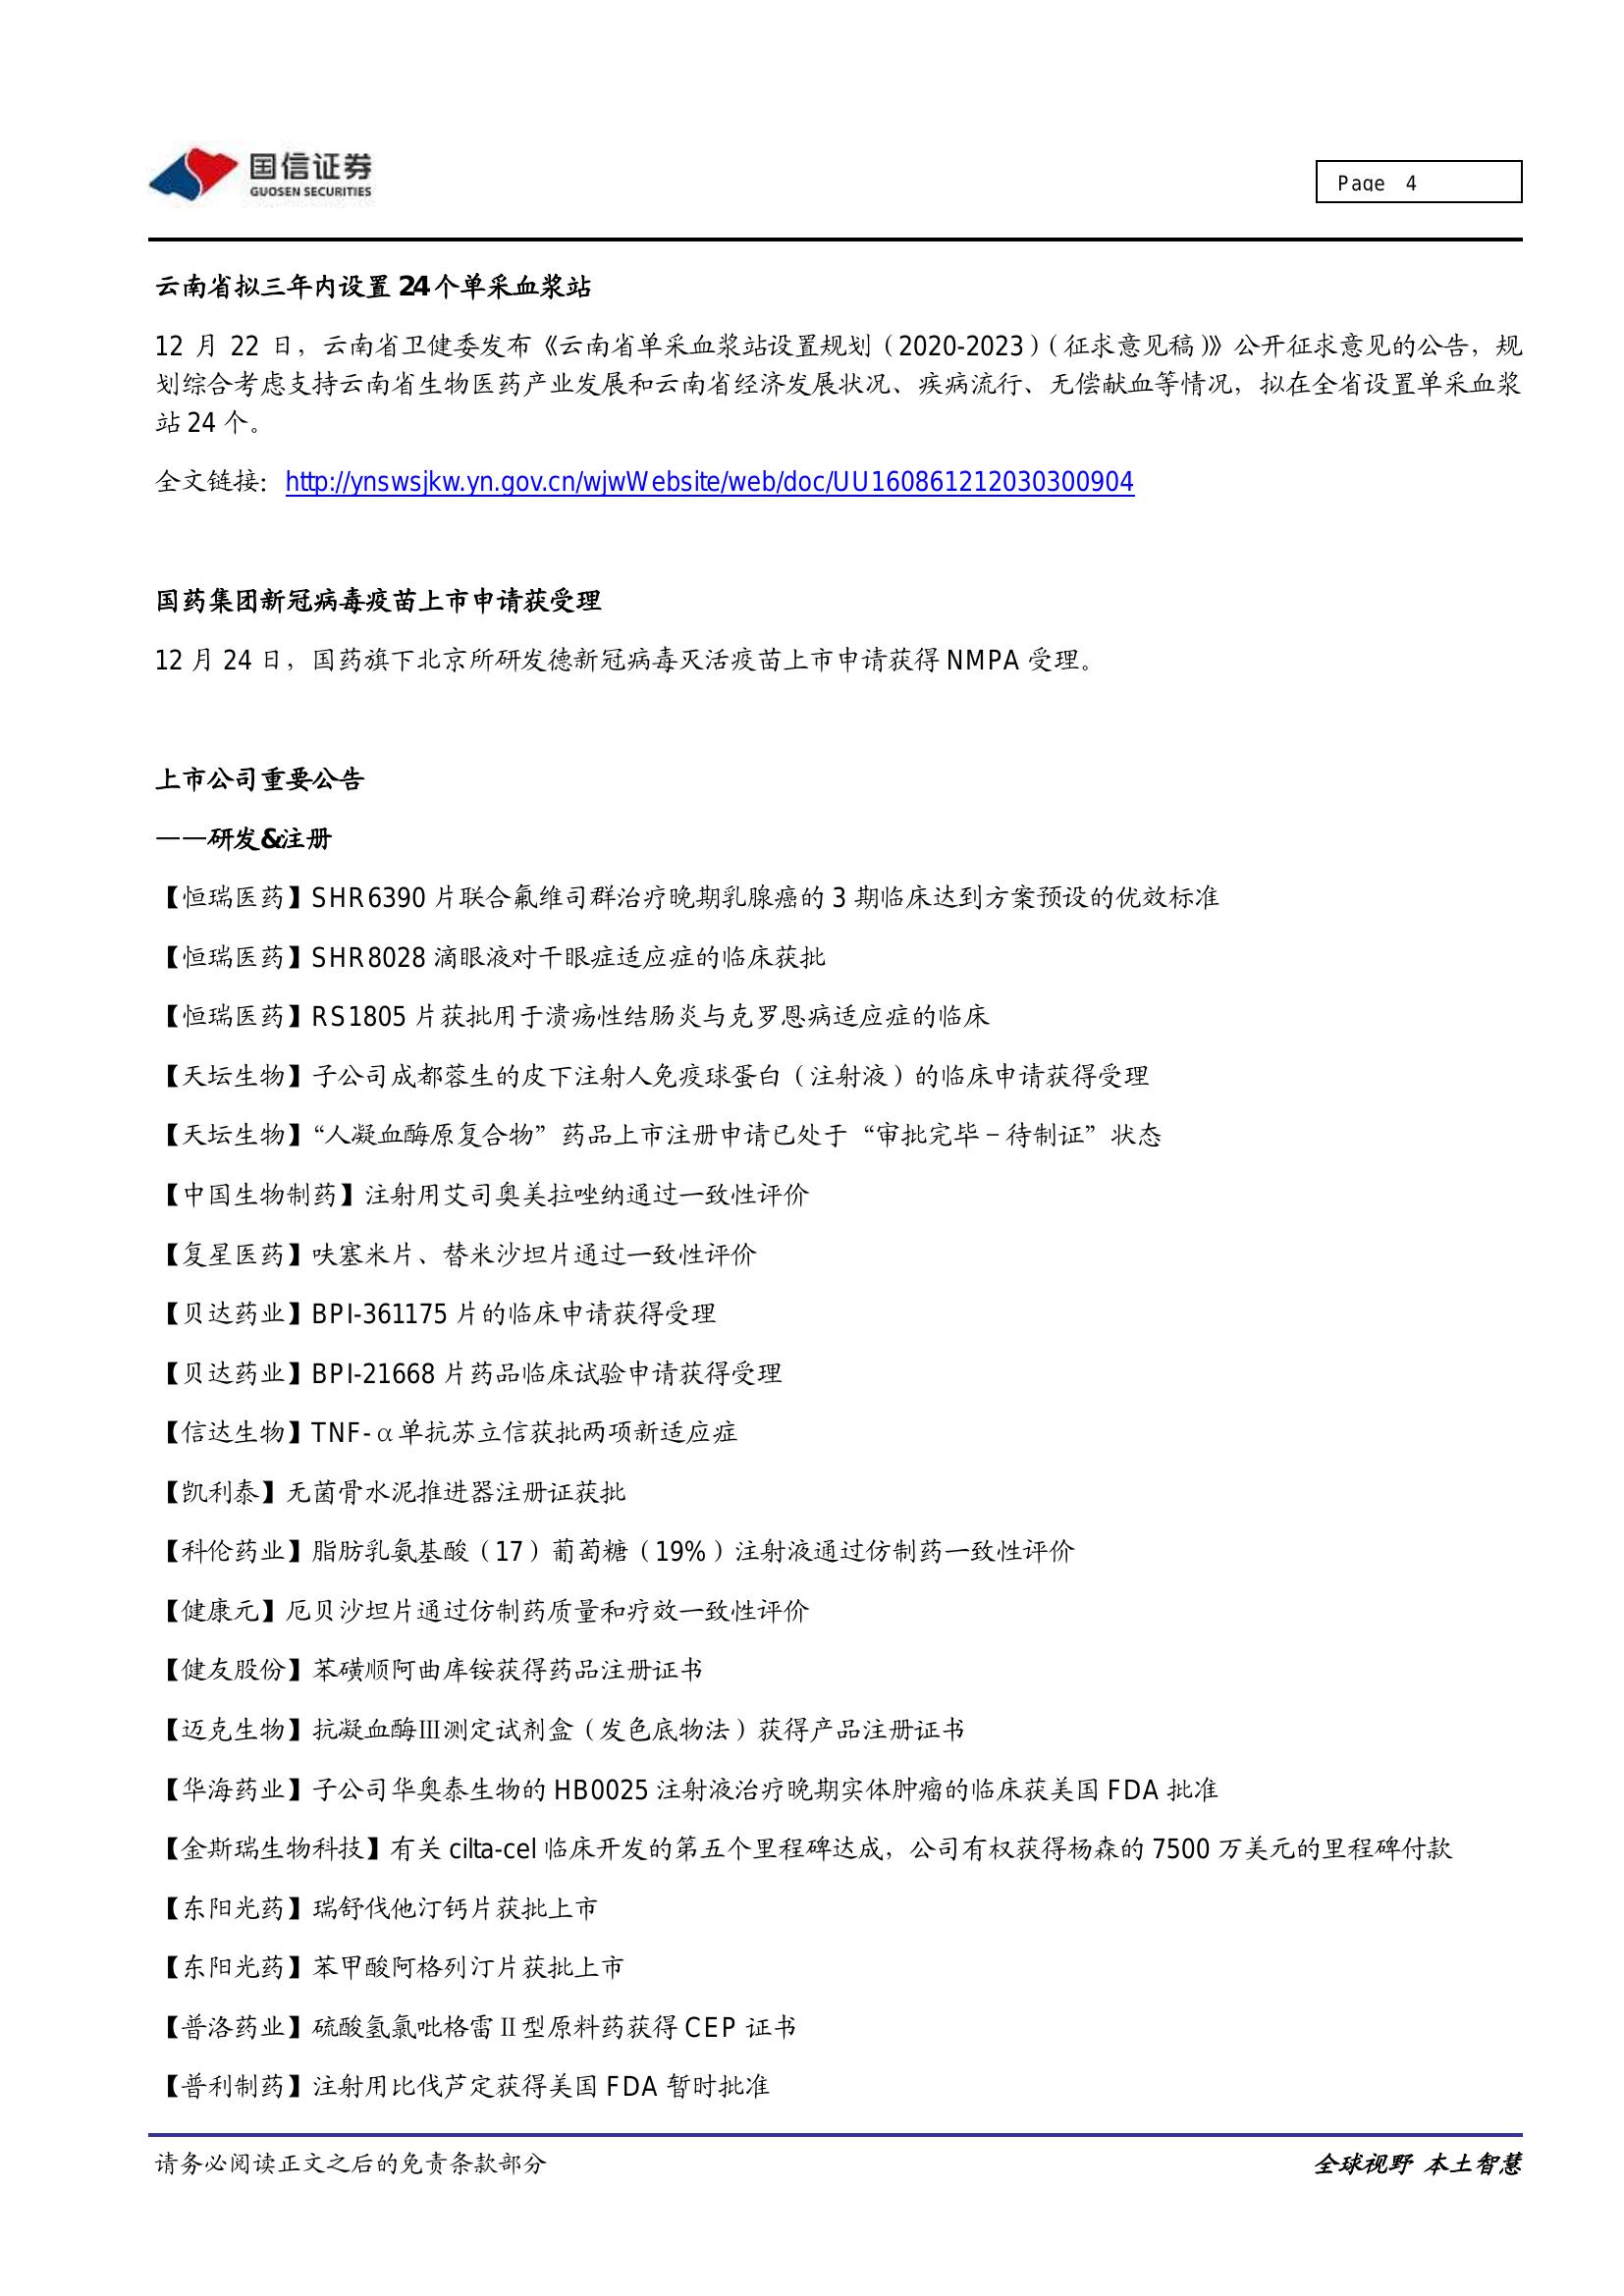 国信证券
GUOSEN SECURITIES
Page 4
云南省拟三年内设置 24个单采血浆站
12 月 22 日，云南省卫健委发布《云南省单采血浆站设置规划（2020-2023）（征求意见稿）》公开征求意见的公告，规
划综合考虑支持云南省生物医药产业发展和云南省经济发展状况、疾病流行、无偿献血等情况，拟在全省设置单采血浆
站 24 个。
全文链接：http://ynswsjkw.yn.gov.cn/wjwWebsite/web/doc/UU160861212030300904
国药集团新冠病毒疫苗上市申请获受理
12 月 24 日，国药旗下北京所研发德新冠病毒灭活疫苗上市申请获得 NMPA 受理。
上市公司重要公告
——研发&注册
【恒瑞医药】SHR6390 片联合氟维司群治疗晚期乳腺癌的 3 期临床达到方案预设的优效标准
【恒瑞医药】SHR8028 滴眼液对干眼症适应症的临床获批
【恒瑞医药】RS1805 片获批用于溃疡性结肠炎与克罗恩病适应症的临床
【天坛生物】子公司成都蓉生的皮下注射人免疫球蛋白（注射液）的临床申请获得受理
【天坛生物】“人凝血酶原复合物”药品上市注册申请已处于“审批完毕－待制证”状态
【中国生物制药】注射用艾司奥美拉唑纳通过一致性评价
【复星医药】呋塞米片、替米沙坦片通过一致性评价
【贝达药业】BPI-361175 片的临床申请获得受理
【贝达药业】BPI-21668 片药品临床试验申请获得受理
【信达生物】TNF-α单抗苏立信获批两项新适应症
【凯利泰】无菌骨水泥推进器注册证获批
【科伦药业】脂肪乳氨基酸（17）葡萄糖（19%）注射液通过仿制药一致性评价
【健康元】厄贝沙坦片通过仿制药质量和疗效一致性评价
【健友股份】苯磺顺阿曲库铵获得药品注册证书
【迈克生物】抗凝血酶Ⅲ测定试剂盒（发色底物法）获得产品注册证书
【华海药业】子公司华奥泰生物的 HB0025 注射液治疗晚期实体肿瘤的临床获美国 FDA 批准
【金斯瑞生物科技】有关 cilta-cel 临床开发的第五个里程碑达成，公司有权获得杨森的 7500 万美元的里程碑付款
【东阳光药】瑞舒伐他汀钙片获批上市
【东阳光药】苯甲酸阿格列汀片获批上市
【普洛药业】硫酸氢氯吡格雷Ⅱ型原料药获得 CEP 证书
【普利制药】注射用比伐芦定获得美国 FDA 暂时批准
请务必阅读正文之后的免责条款部分
全球视野 本土智慧